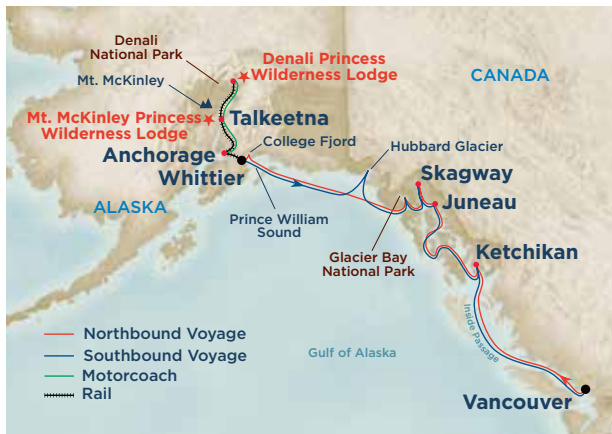 Denali
National Park
Denali Princess
Wilderness Lodge
CANADA
Mt. McKinley
Mt. McKinley Princess
Wilderness Lodge
Talkeetna
College Fjord
Hubbard Glacier
Anchorage
Whittier
Skagway
Juneau
ALASKA
Prince William
Sound
Glacier Bay
National Park
Ketchikan
Northbound Voyage
Southbound Voyage
Motorcoach
Rail
Gulf of Alaska
Inside Passage
Vancouver